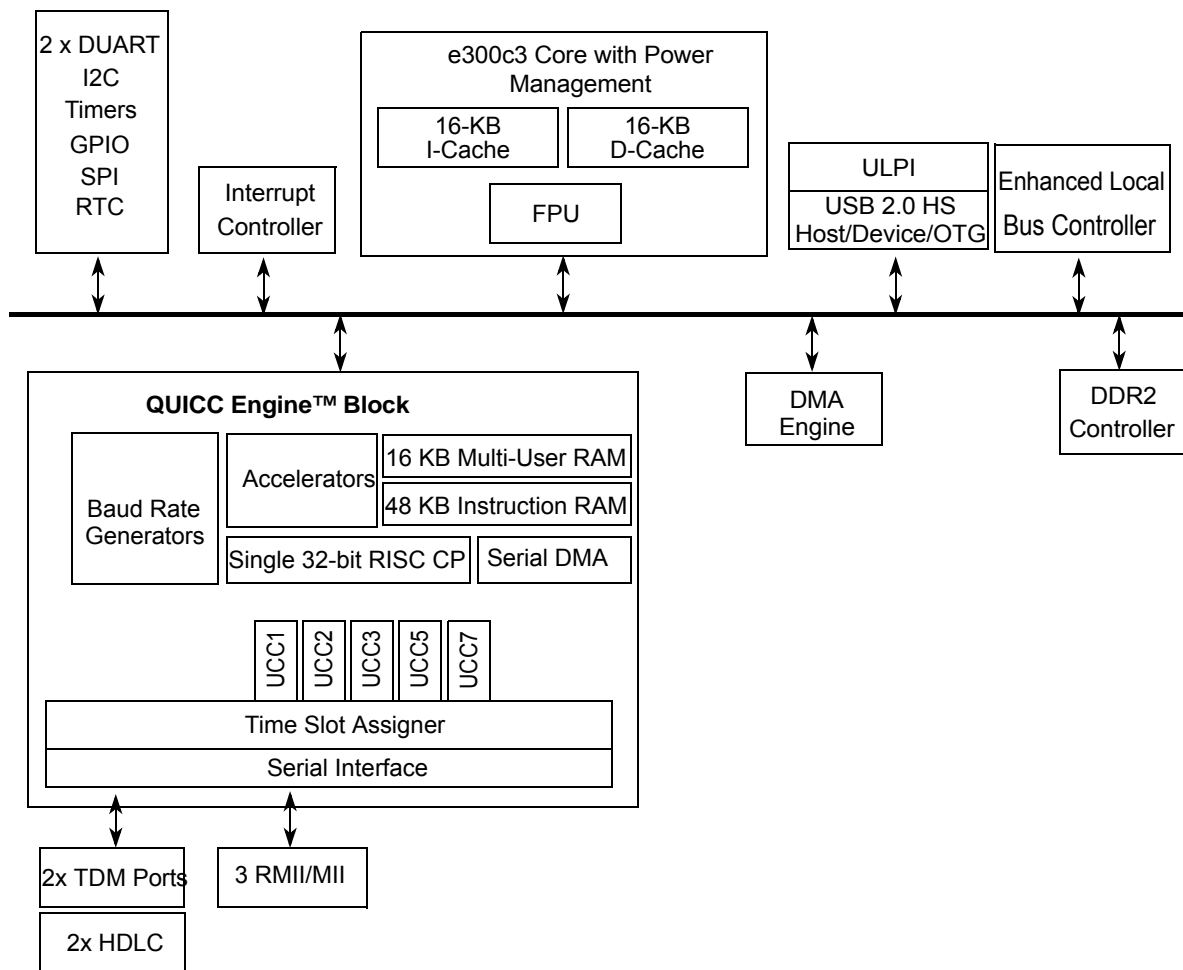 2 x DUART
I2C
Timers
GPIO
SPI
RTC
Interrupt
Controller
e300c3 Core with Power
Management
16-KB
I-Cache
16-KB
D-Cache
FPU
ULPI
USB 2.0 HS
Host/Device/OTG
Enhanced Local
Bus Controller
QUICC Engine™ Block
Baud Rate
Generators
Accelerators
16 KB Multi-User RAM
48 KB Instruction RAM
Single 32-bit RISC CP
Serial DMA
UCC1
UCC2
UCC3
UCC5
UCC7
Time Slot Assigner
Serial Interface
DMA
Engine
DDR2
Controller
2x TDM Ports
3 RMII/MII
2x HDLC